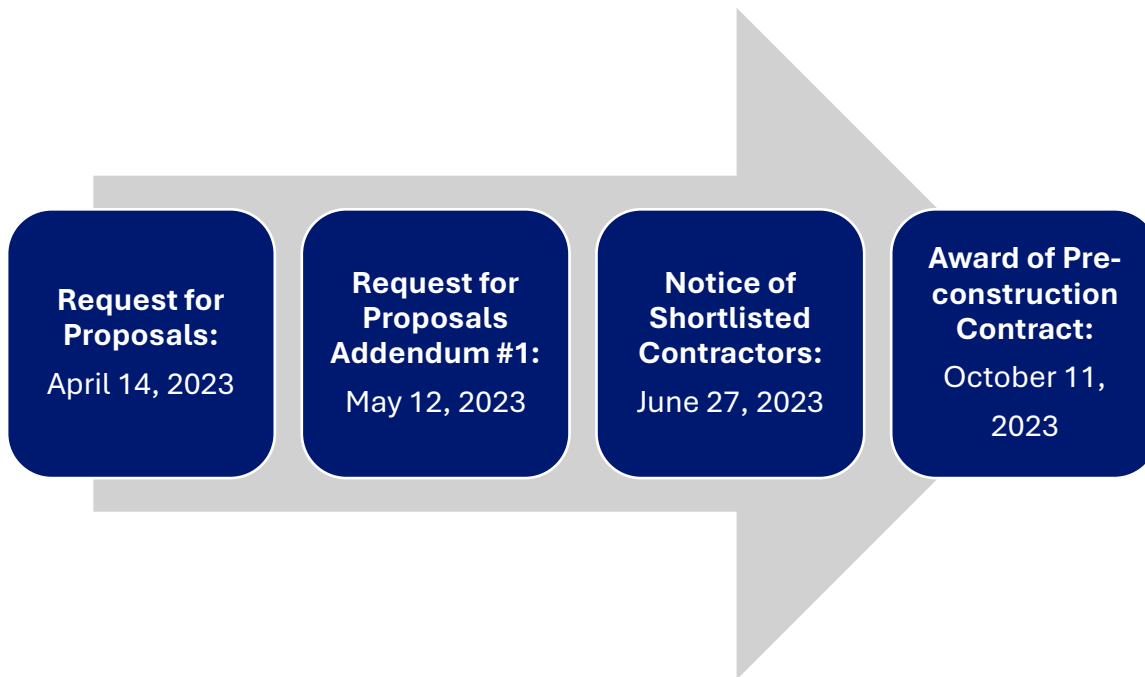 Request for
Proposals:
April 14, 2023
Request for
Proposals
Addendum #1:
May 12, 2023
Notice of
Shortlisted
Contractors:
June 27, 2023
Award of Pre-
construction
Contract:
October 11,
2023